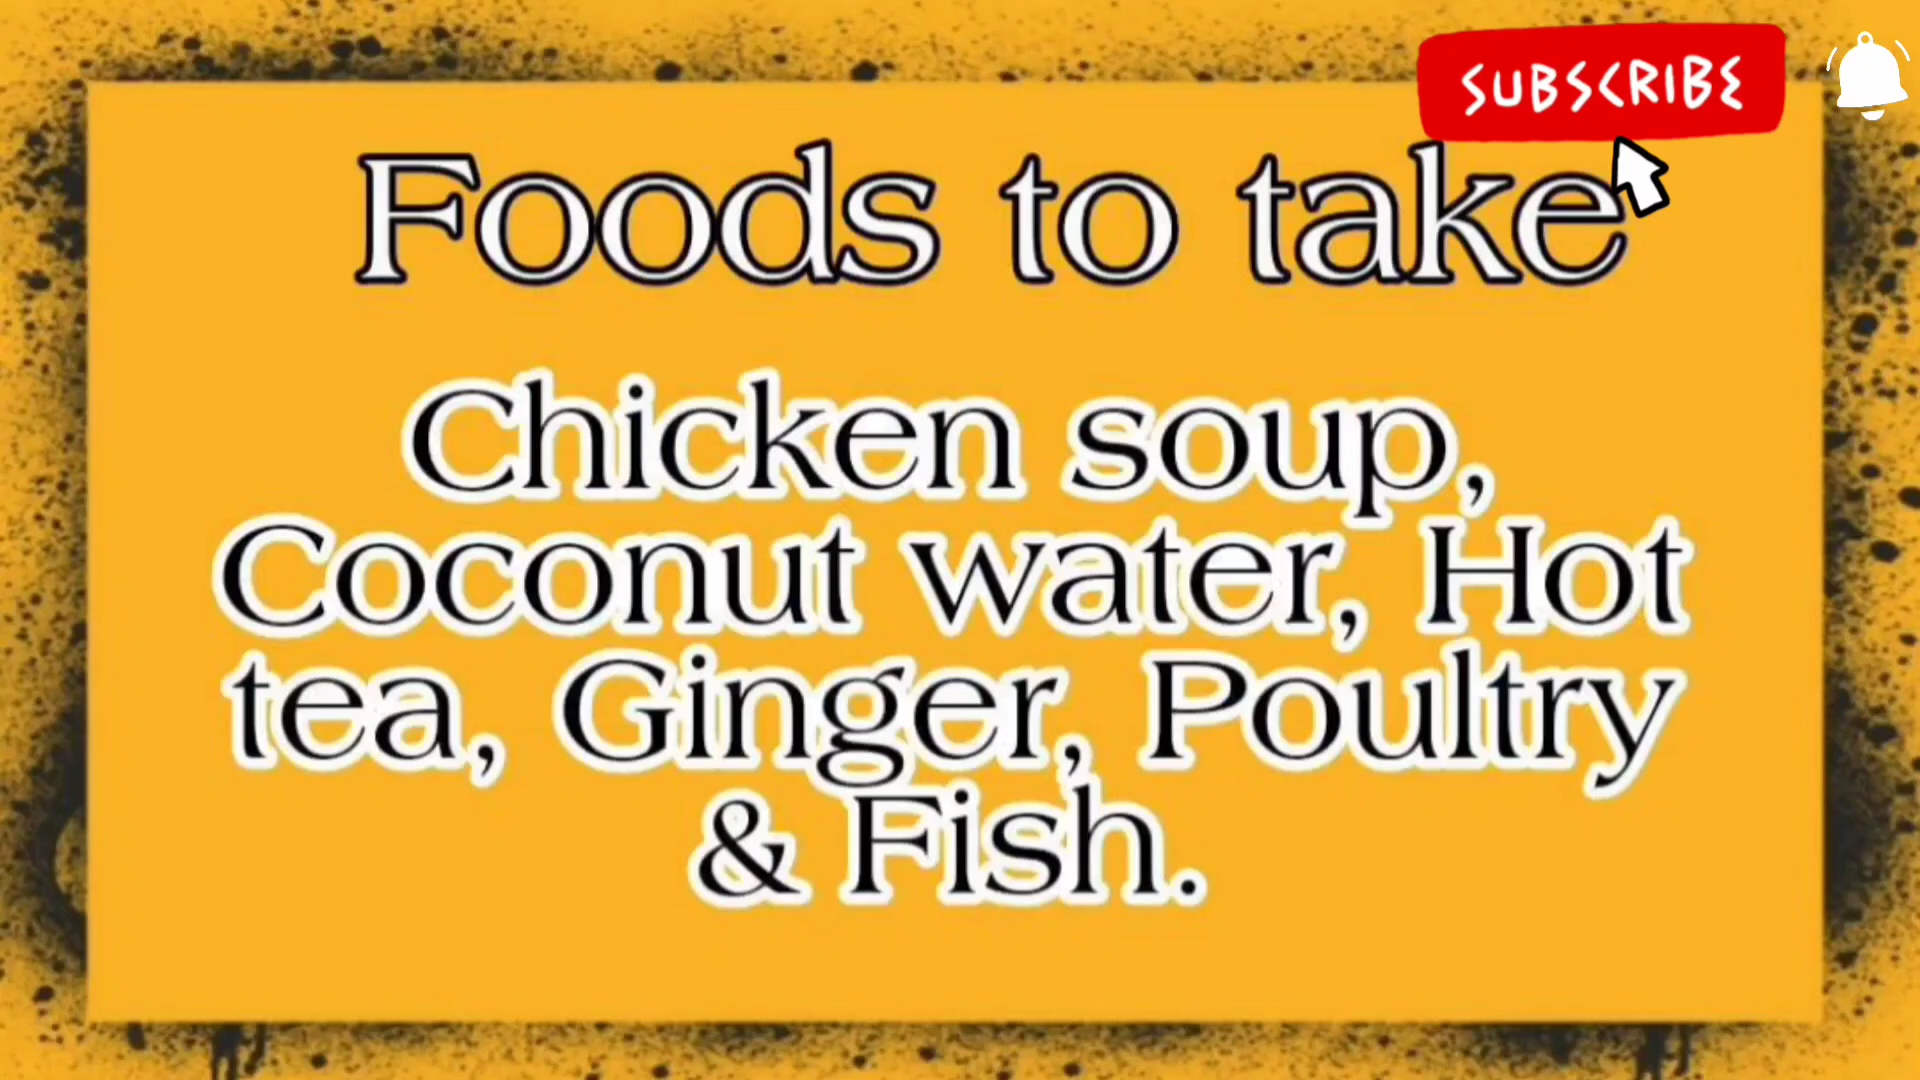 SUBSCRIBE
Foods to take
Chicken soup,
Coconut water, Hot
tea, Ginger, Poultry
& Fish.